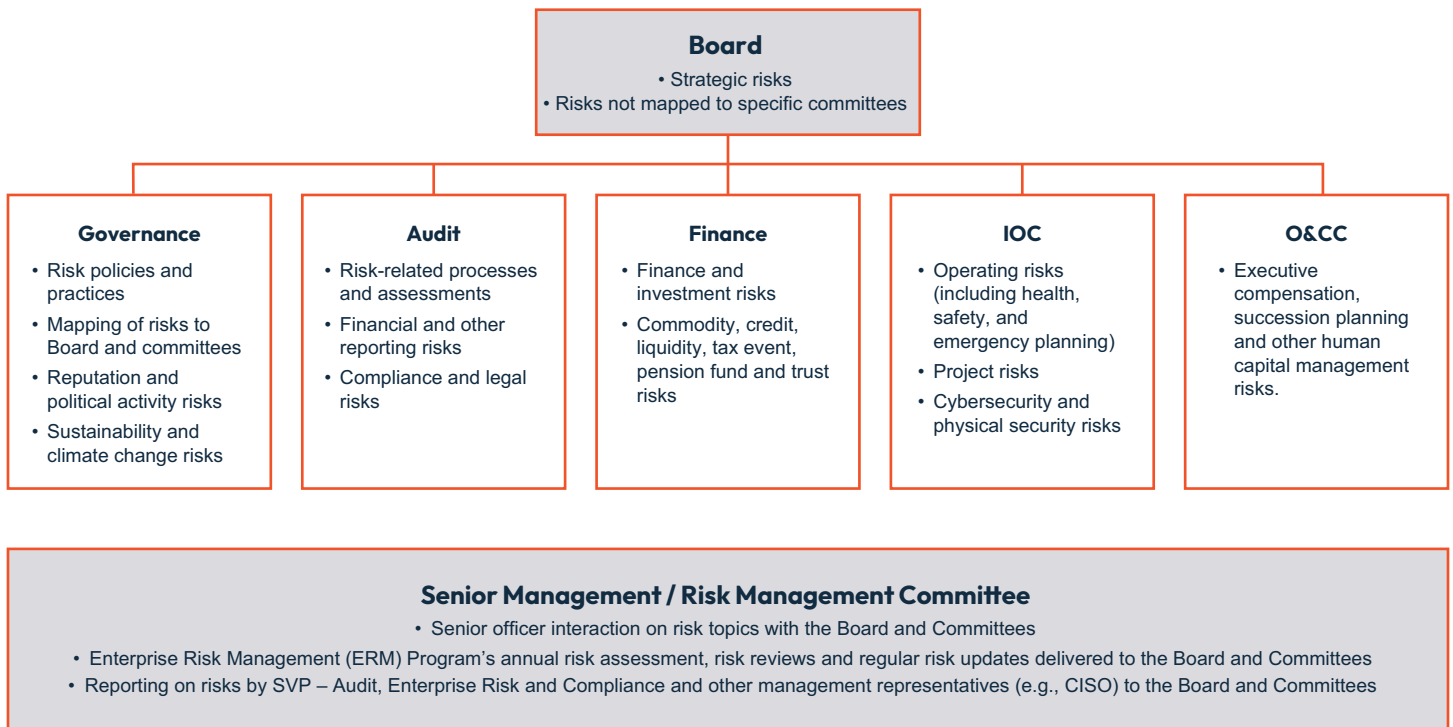 Board
• Strategic risks
• Risks not mapped to specific committees
Governance
• Risk policies and
practices
• Mapping of risks to
Board and committees
• Reputation and
political activity risks
• Sustainability and
climate change risks
Audit
• Risk-related processes
and assessments
• Financial and other
reporting risks
• Compliance and legal
risks
Finance
• Finance and
investment risks
• Commodity, credit,
liquidity, tax event,
pension fund and trust
risks
IOC
• Operating risks
(including health,
safety, and
emergency planning)
• Project risks
• Cybersecurity and
physical security risks
O&CC
• Executive
compensation,
succession planning
and other human
capital management
risks.
Senior Management / Risk Management Committee
• Senior officer interaction on risk topics with the Board and Committees
• Enterprise Risk Management (ERM) Program’s annual risk assessment, risk reviews and regular risk updates delivered to the Board and Committees
• Reporting on risks by SVP – Audit, Enterprise Risk and Compliance and other management representatives (e.g., CISO) to the Board and Committees